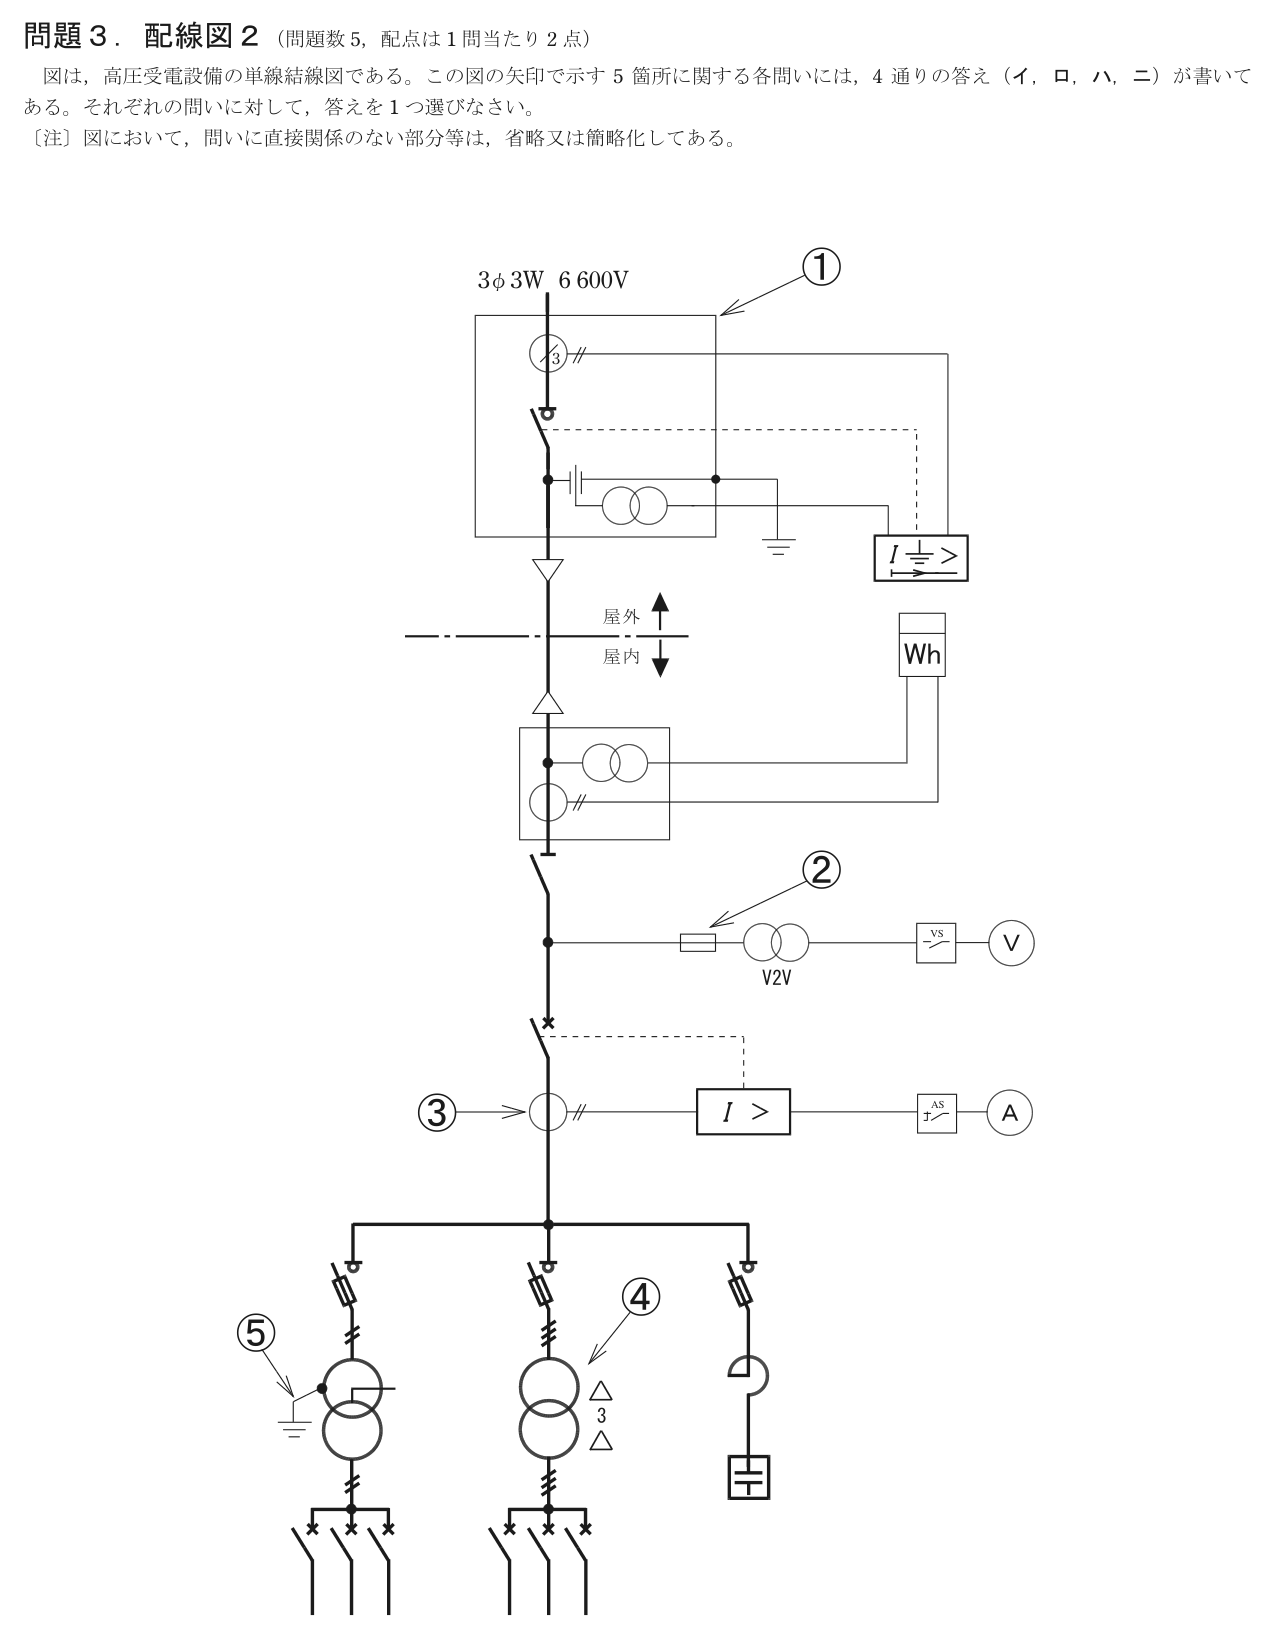 問題３． 配線図２（問題数 5，配点は 1 問当たり 2 点）
図は，高圧受電設備の単線結線図である。この図の矢印で示す 5 箇所に関する各問いには，4 通りの答え（イ，ロ，ハ，ニ）が書いて
ある。それぞれの問いに対して，答えを 1 つ選びなさい。
〔注〕図において，問いに直接関係のない部分等は，省略又は簡略化してある。
①
3φ3W 6 600V
3
I >
屋外
屋内
Wh
②
VS
V
V2V
③
I >
AS
A
④
⑤
△
3
△